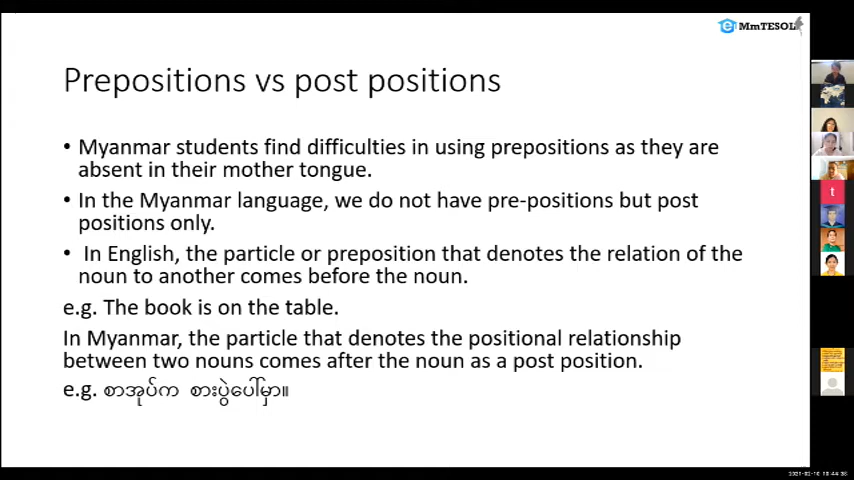 MmTESOL
Prepositions vs post positions
• Myanmar students find difficulties in using prepositions as they are
absent in their mother tongue.
• In the Myanmar language, we do not have pre-positions but post
positions only.
• In English, the particle or preposition that denotes the relation of the
noun to another comes before the noun.
e.g. The book is on the table.
In Myanmar, the particle that denotes the positional relationship
between two nouns comes after the noun as a post position.
e.g. စာအုပ်က စားပွဲပေါ်မှာ။
t